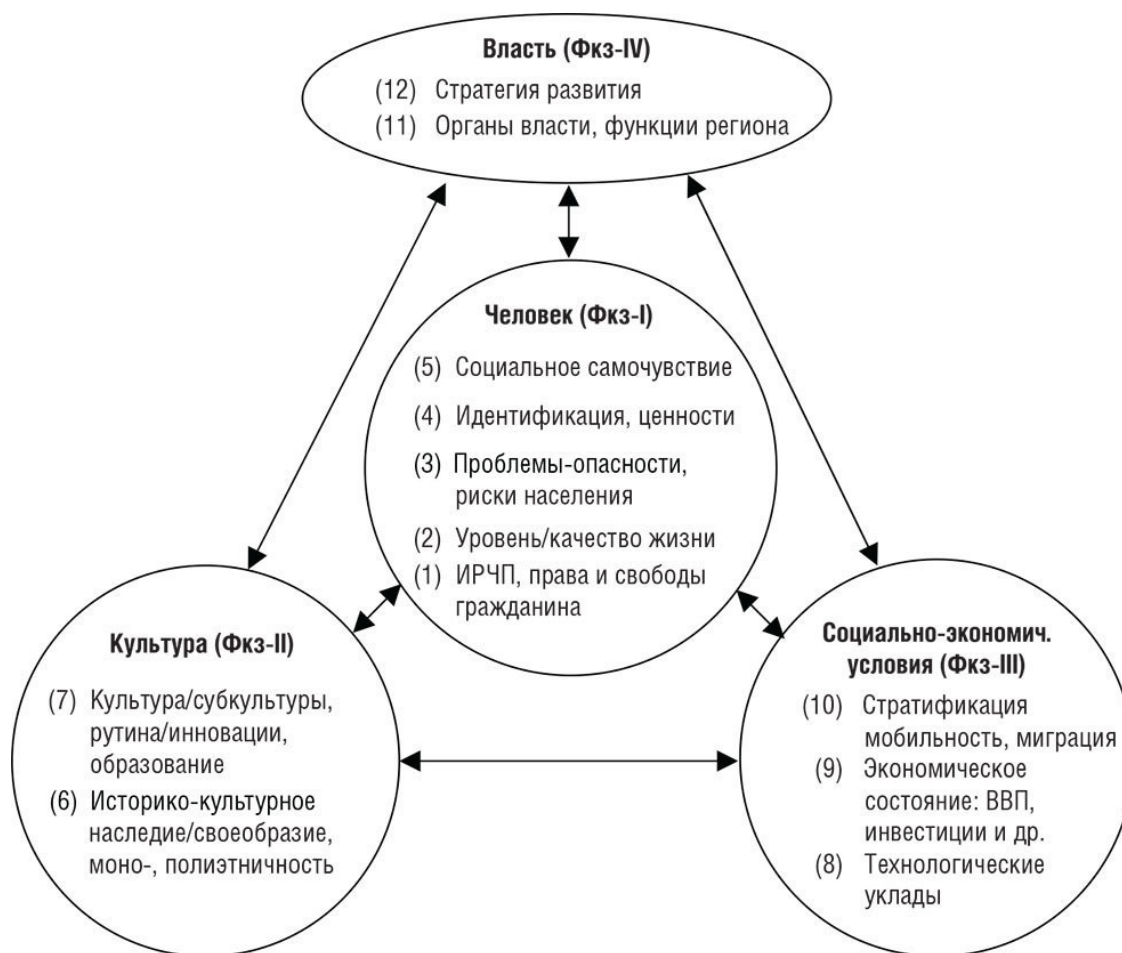 Власть (Фкз-IV)
(12) Стратегия развития
(11) Органы власти, функции региона
Человек (Фкз-I)
(5) Социальное самочувствие
(4) Идентификация, ценности
(3) Проблемы-опасности,
риски населения
(2) Уровень/качество жизни
(1) ИРЧП, права и свободы
гражданина
Культура (Фкз-II)
(7) Культура/субкультуры,
рутина/инновации,
образование
(6) Историко-культурное
наследие/своеобразие,
моно-, полиэтничность
Социально-экономич.
условия (Фкз-III)
(10) Стратификация
мобильность, миграция
(9) Экономическое
состояние: ВВП,
инвестиции и др.
(8) Технологические
уклады